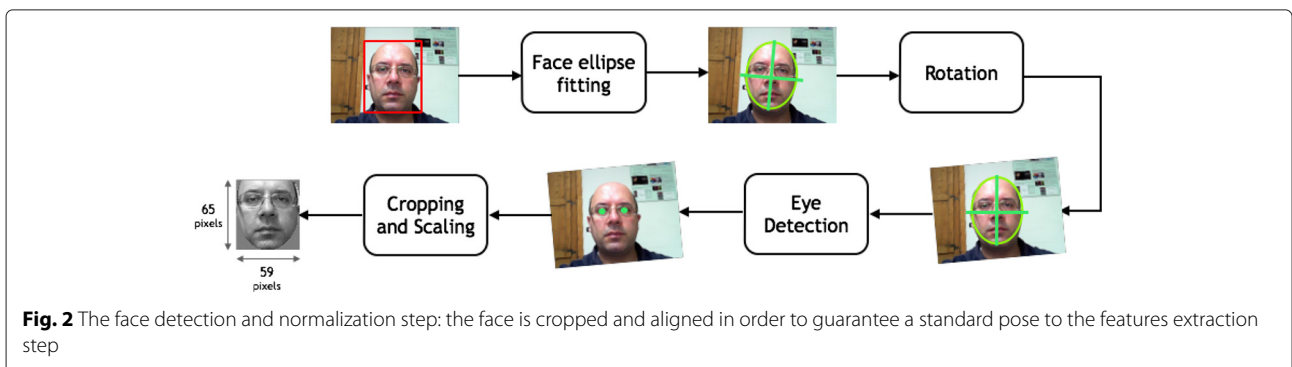 Face ellipse
fitting
Rotation
65
pixels
Cropping
and Scaling
Eye
Detection
59
pixels
Fig. 2 The face detection and normalization step: the face is cropped and aligned in order to guarantee a standard pose to the features extraction
step